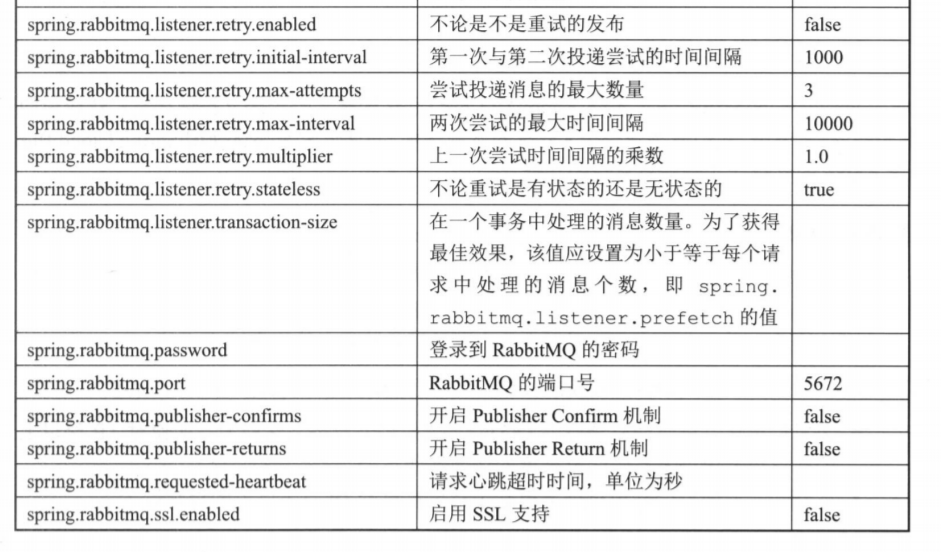 spring.rabbitmq.listener.retry.enabled 不论是不是重试的发布 false
spring.rabbitmq.listener.retry.initial-interval 第一次与第二次投递尝试的时间间隔 1000
spring.rabbitmq.listener.retry.max-attempts 尝试投递消息的最大数量 3
spring.rabbitmq.listener.retry.max-interval 两次尝试的最大时间间隔 10000
spring.rabbitmq.listener.retry.multiplier 上一次尝试时间间隔的乘数 1.0
spring.rabbitmq.listener.retry.stateless 不论重试是有状态的还是无状态的 true
spring.rabbitmq.listener.transaction-size 在一个事务中处理的消息数量。为了获得
最佳效果，该值应设置为小于等于每个请
求中处理的消息个数，即 spring.
rabbitmq.listener.prefetch 的值
spring.rabbitmq.password 登录到 RabbitMQ 的密码
spring.rabbitmq.port RabbitMQ 的端口号 5672
spring.rabbitmq.publisher-confirms 开启 Publisher Confirm 机制 false
spring.rabbitmq.publisher-returns 开启 Publisher Return 机制 false
spring.rabbitmq.requested-heartbeat 请求心跳超时时间，单位为秒
spring.rabbitmq.ssl.enabled 启用 SSL 支持 false